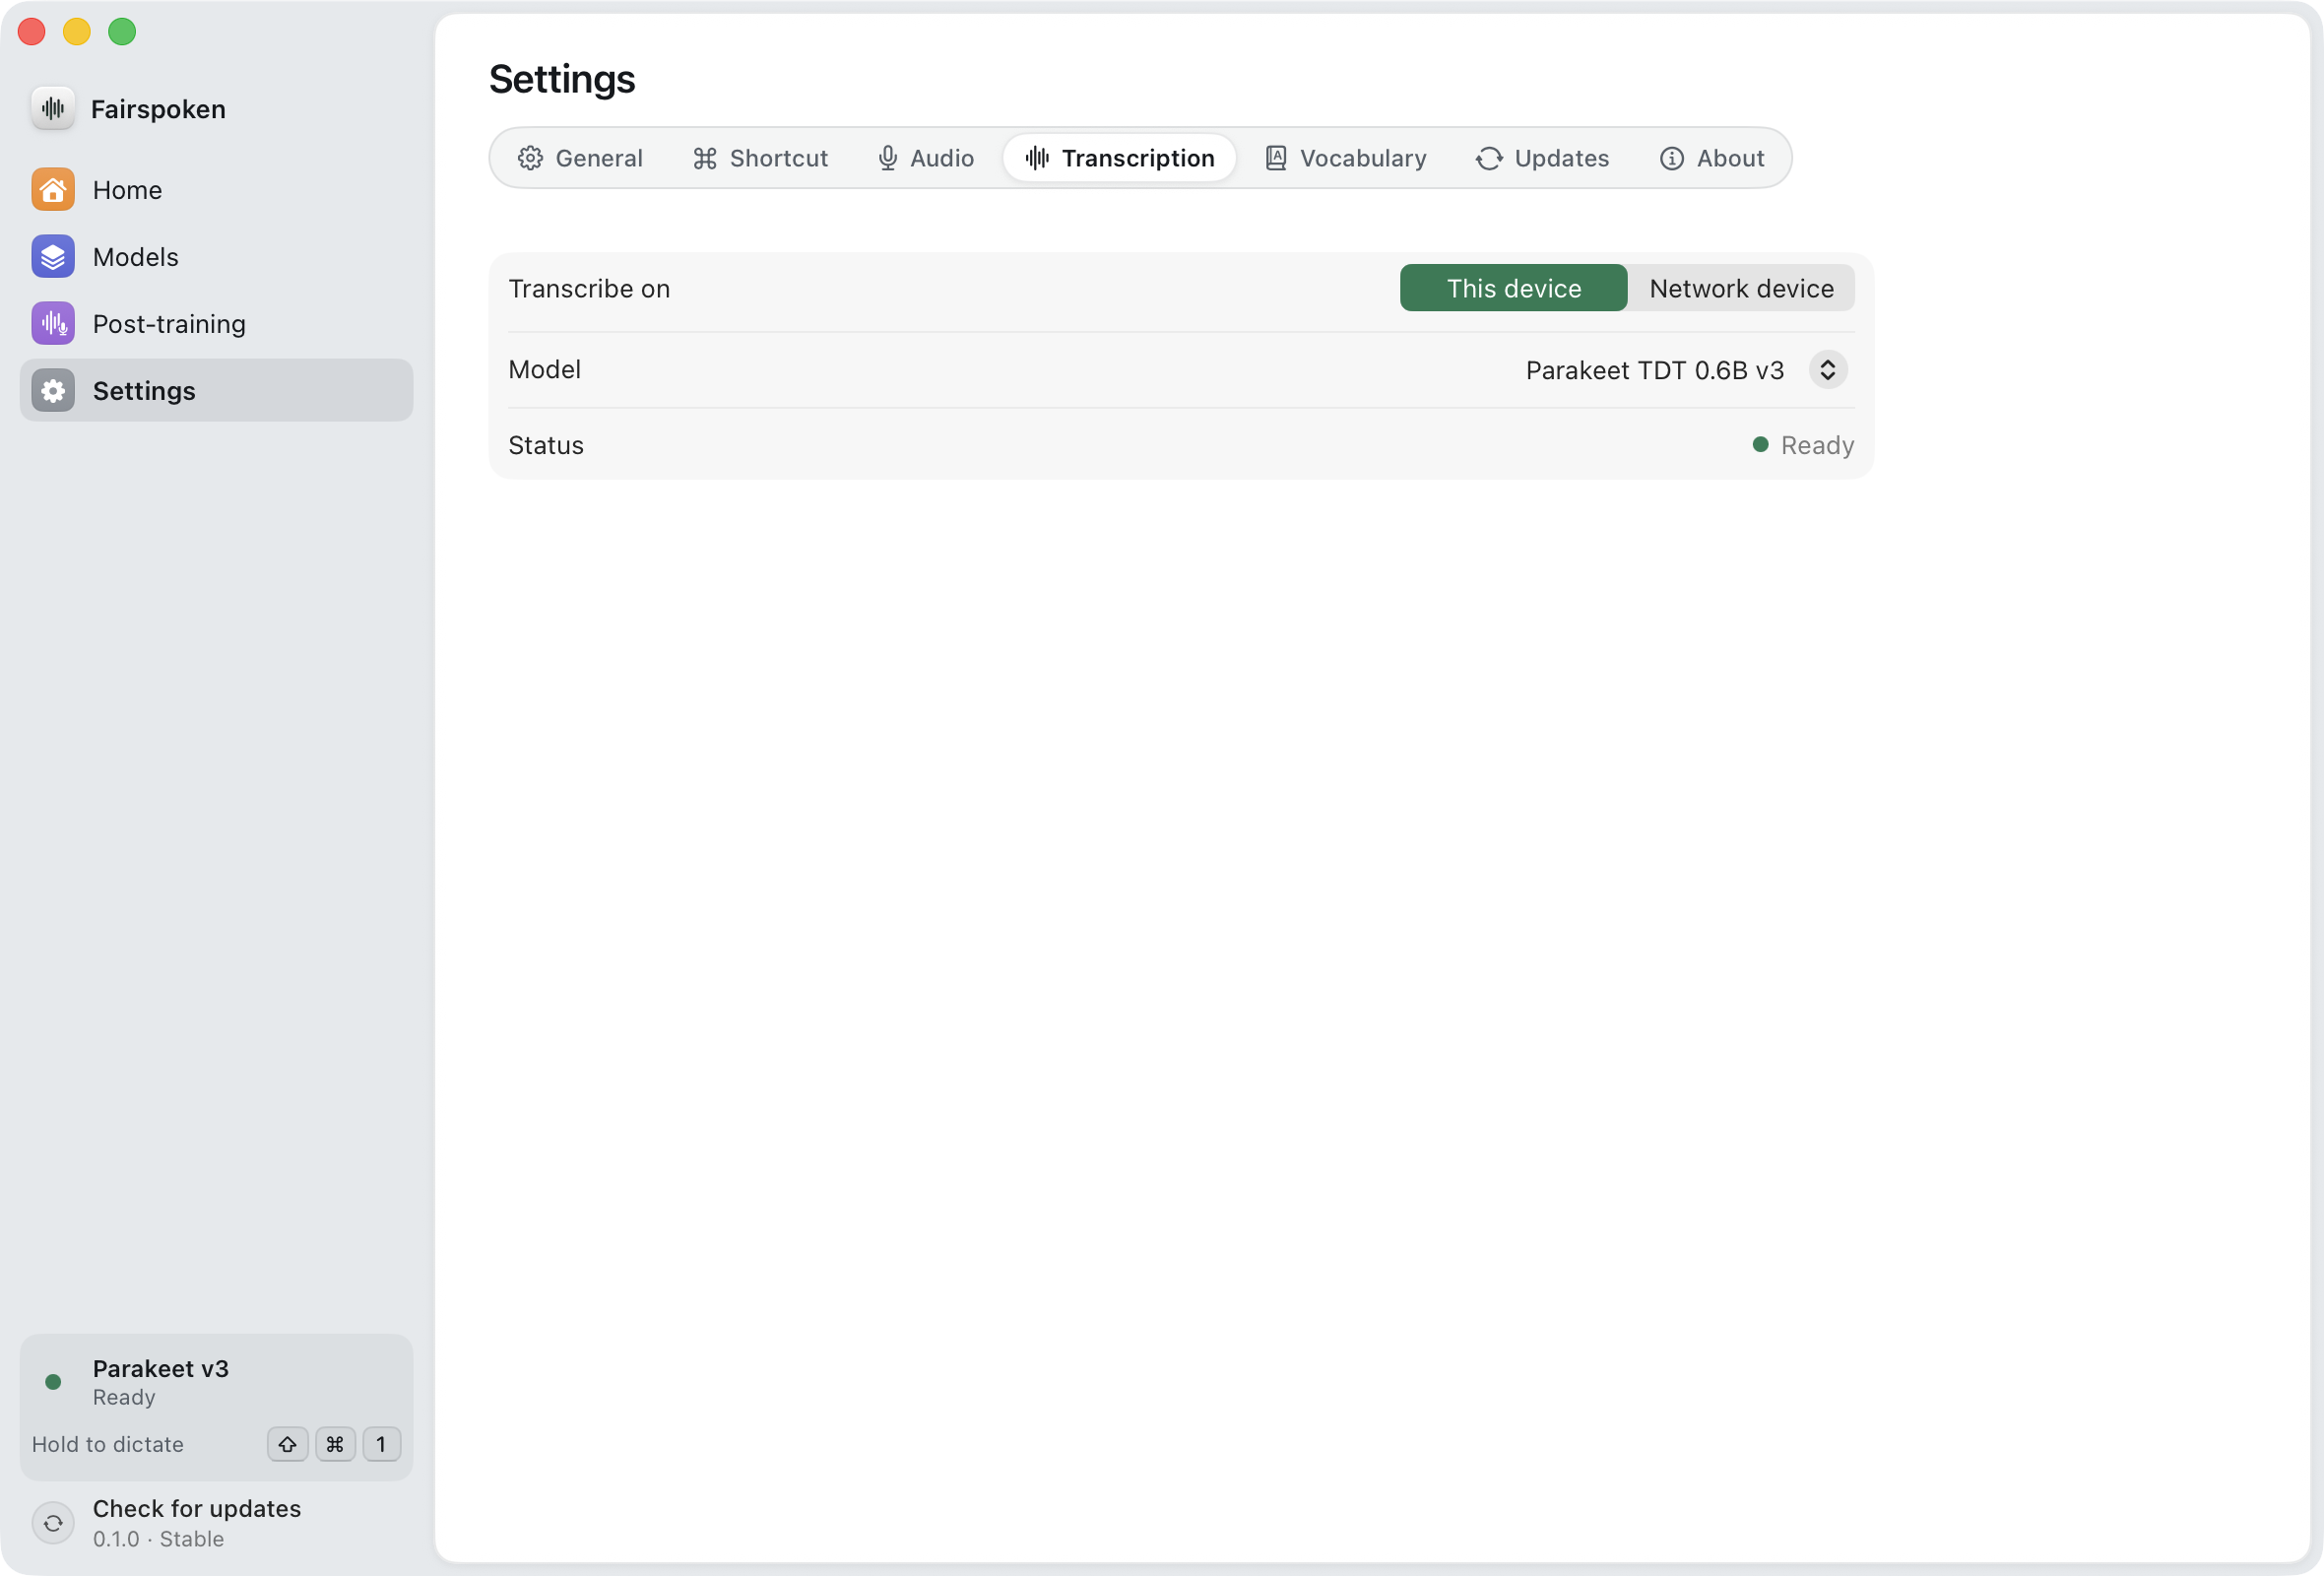 Fairspoken
Home
Models
Post-training
Settings
Parakeet v3
Ready
Hold to dictate ⇧ ⌘ 1
Check for updates
0.1.0 · Stable
Settings
General Shortcut Audio Transcription Vocabulary Updates About
Transcribe on This device Network device
Model Parakeet TDT 0.6B v3
Status Ready